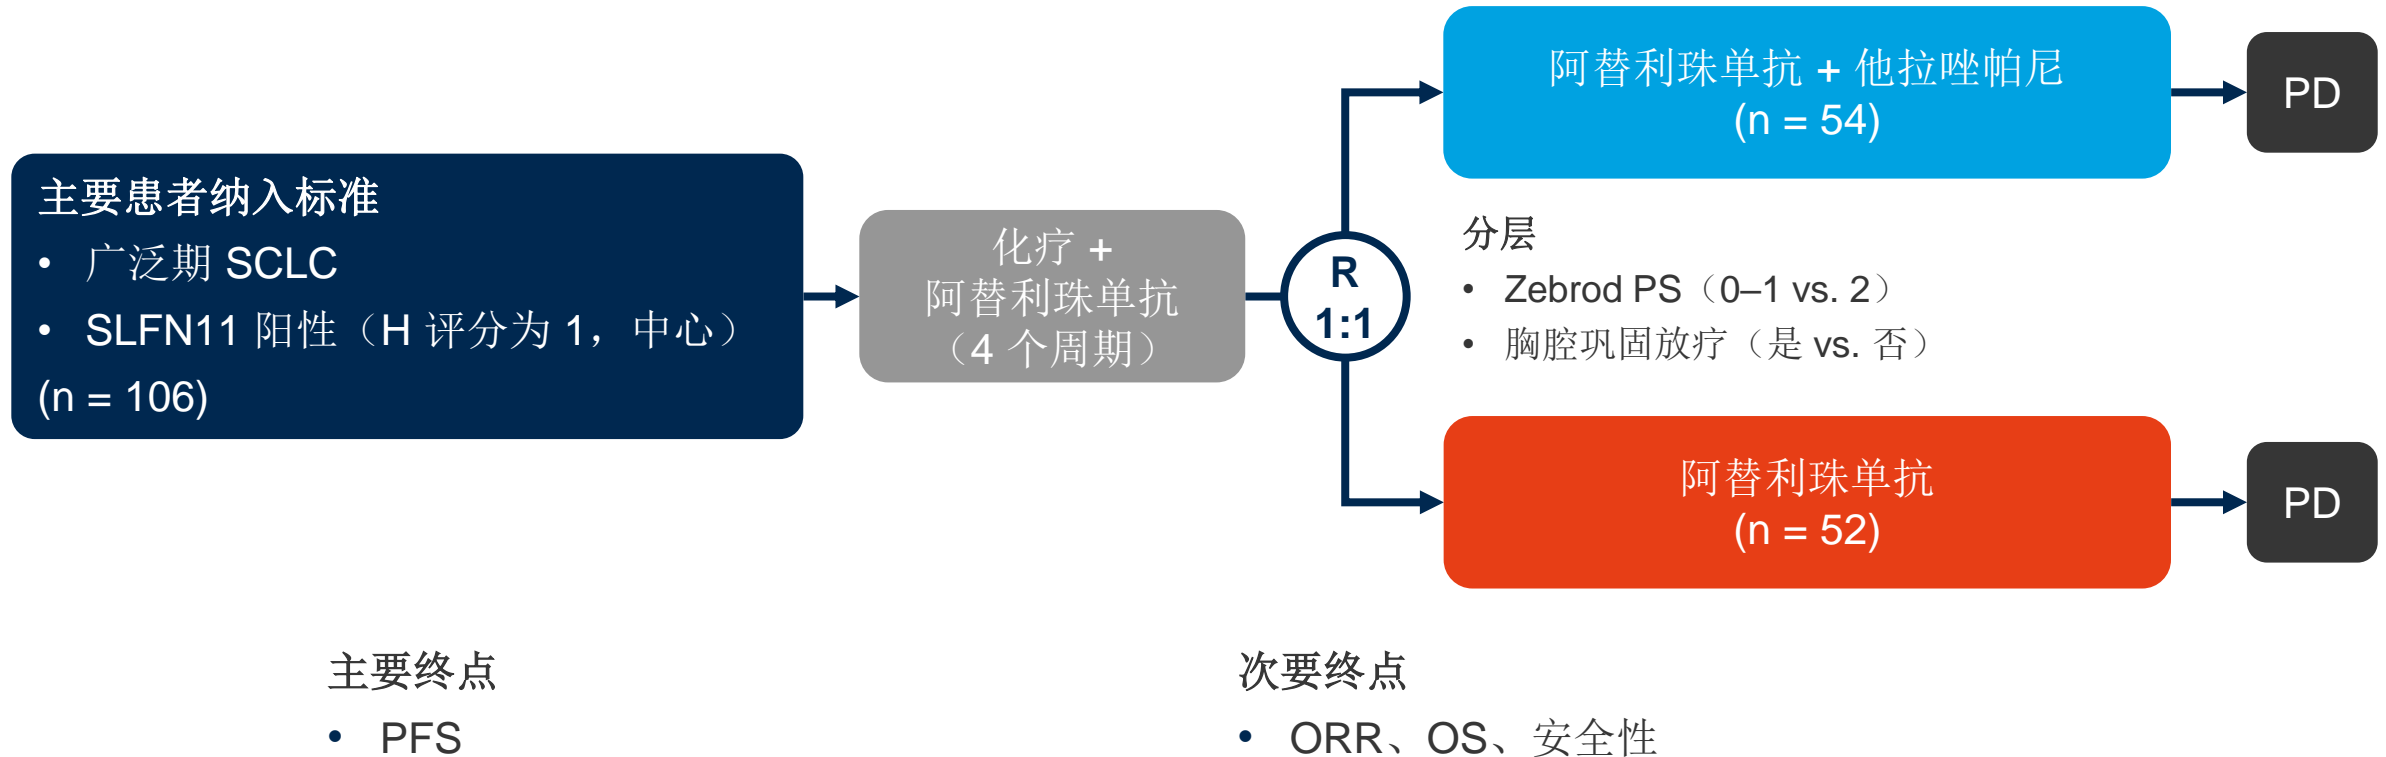 主要患者纳入标准
• 广泛期 SCLC
• SLFN11 阳性（H 评分为 1，中心）
(n = 106)
化疗 +
阿替利珠单抗
（4 个周期）
R
1:1
阿替利珠单抗 + 他拉唑帕尼
(n = 54)
PD
分层
• Zebrod PS（0–1 vs. 2）
• 胸腔巩固放疗（是 vs. 否）
阿替利珠单抗
(n = 52)
PD
主要终点
• PFS
次要终点
• ORR、OS、安全性